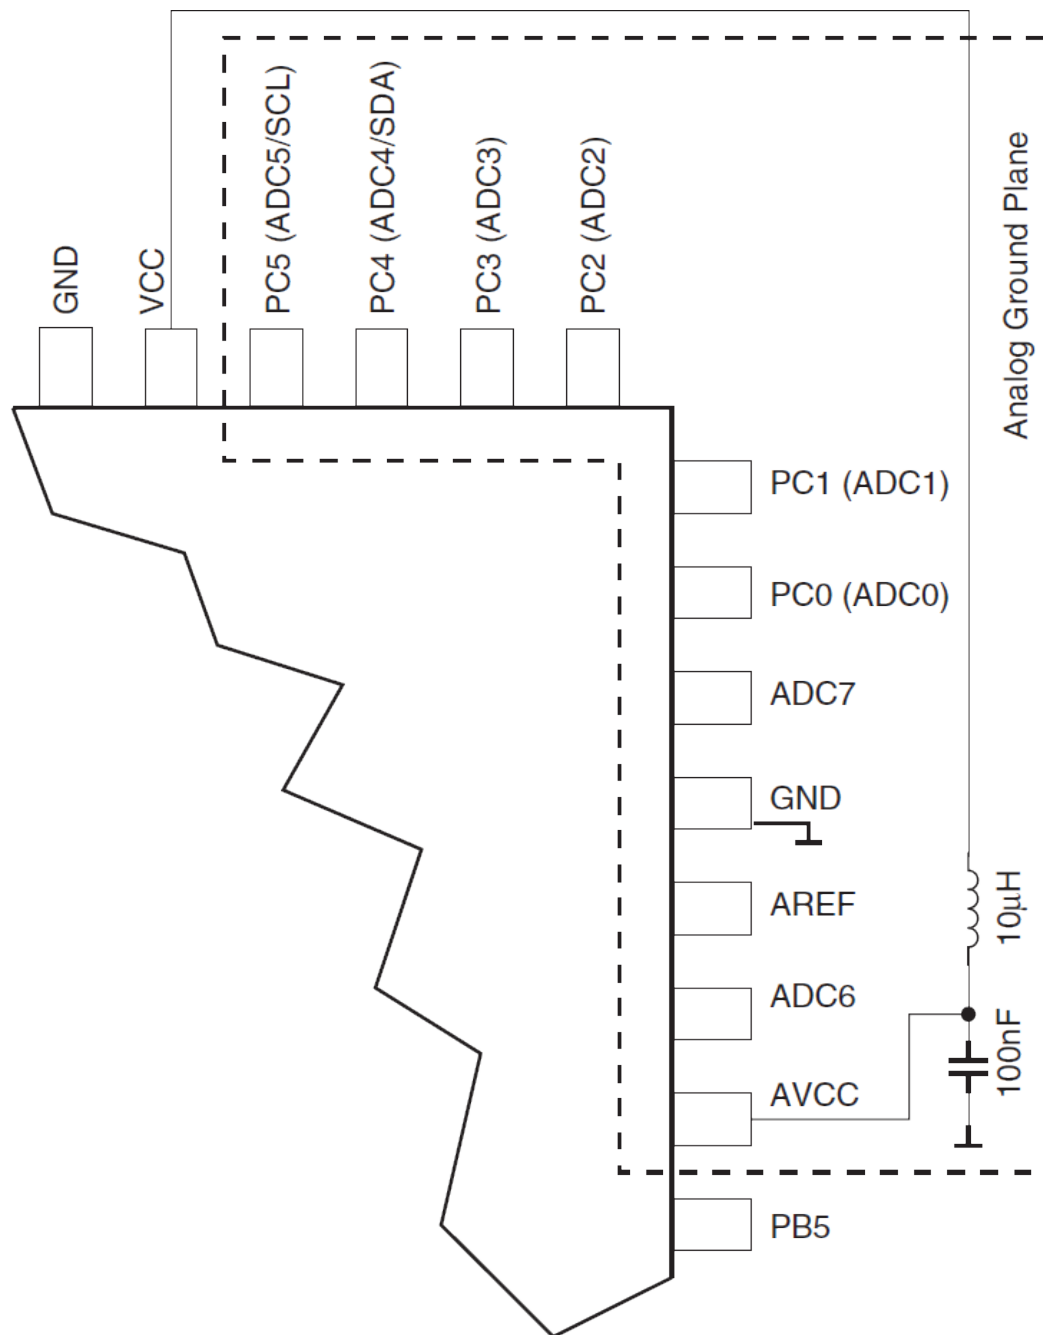 GND
VCC
PC5 (ADC5/SCL)
PC4 (ADC4/SDA)
PC3 (ADC3)
PC2 (ADC2)
Analog Ground Plane
PC1 (ADC1)
PC0 (ADC0)
ADC7
GND
AREF
10μH
ADC6
AVCC
100nF
PB5